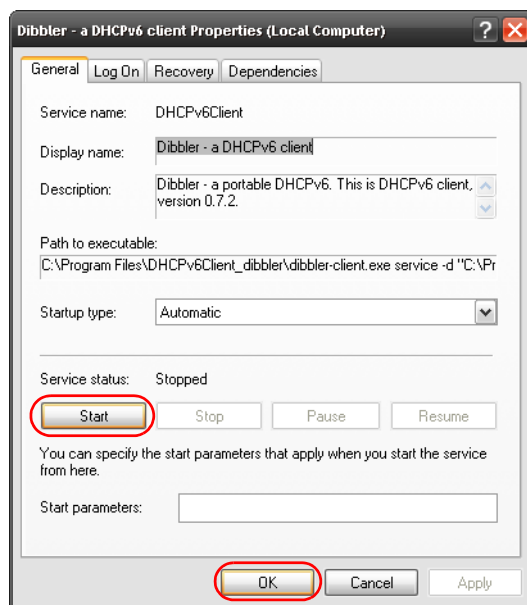 Dibbler - a DHCPv6 client Properties (Local Computer)
General Log On Recovery Dependencies
Service name: DHCPv6Client
Display name: Dibbler - a DHCPv6 client
Description: Dibbler - a portable DHCPv6. This is DHCPv6 client,
version 0.7.2.
Path to executable:
C:\Program Files\DHCPv6Client_dibbler\dibbler-client.exe service -d "C:\Pr
Startup type: Automatic
Service status: Stopped
Start Stop Pause Resume
You can specify the start parameters that apply when you start the service
from here.
Start parameters:
OK Cancel Apply